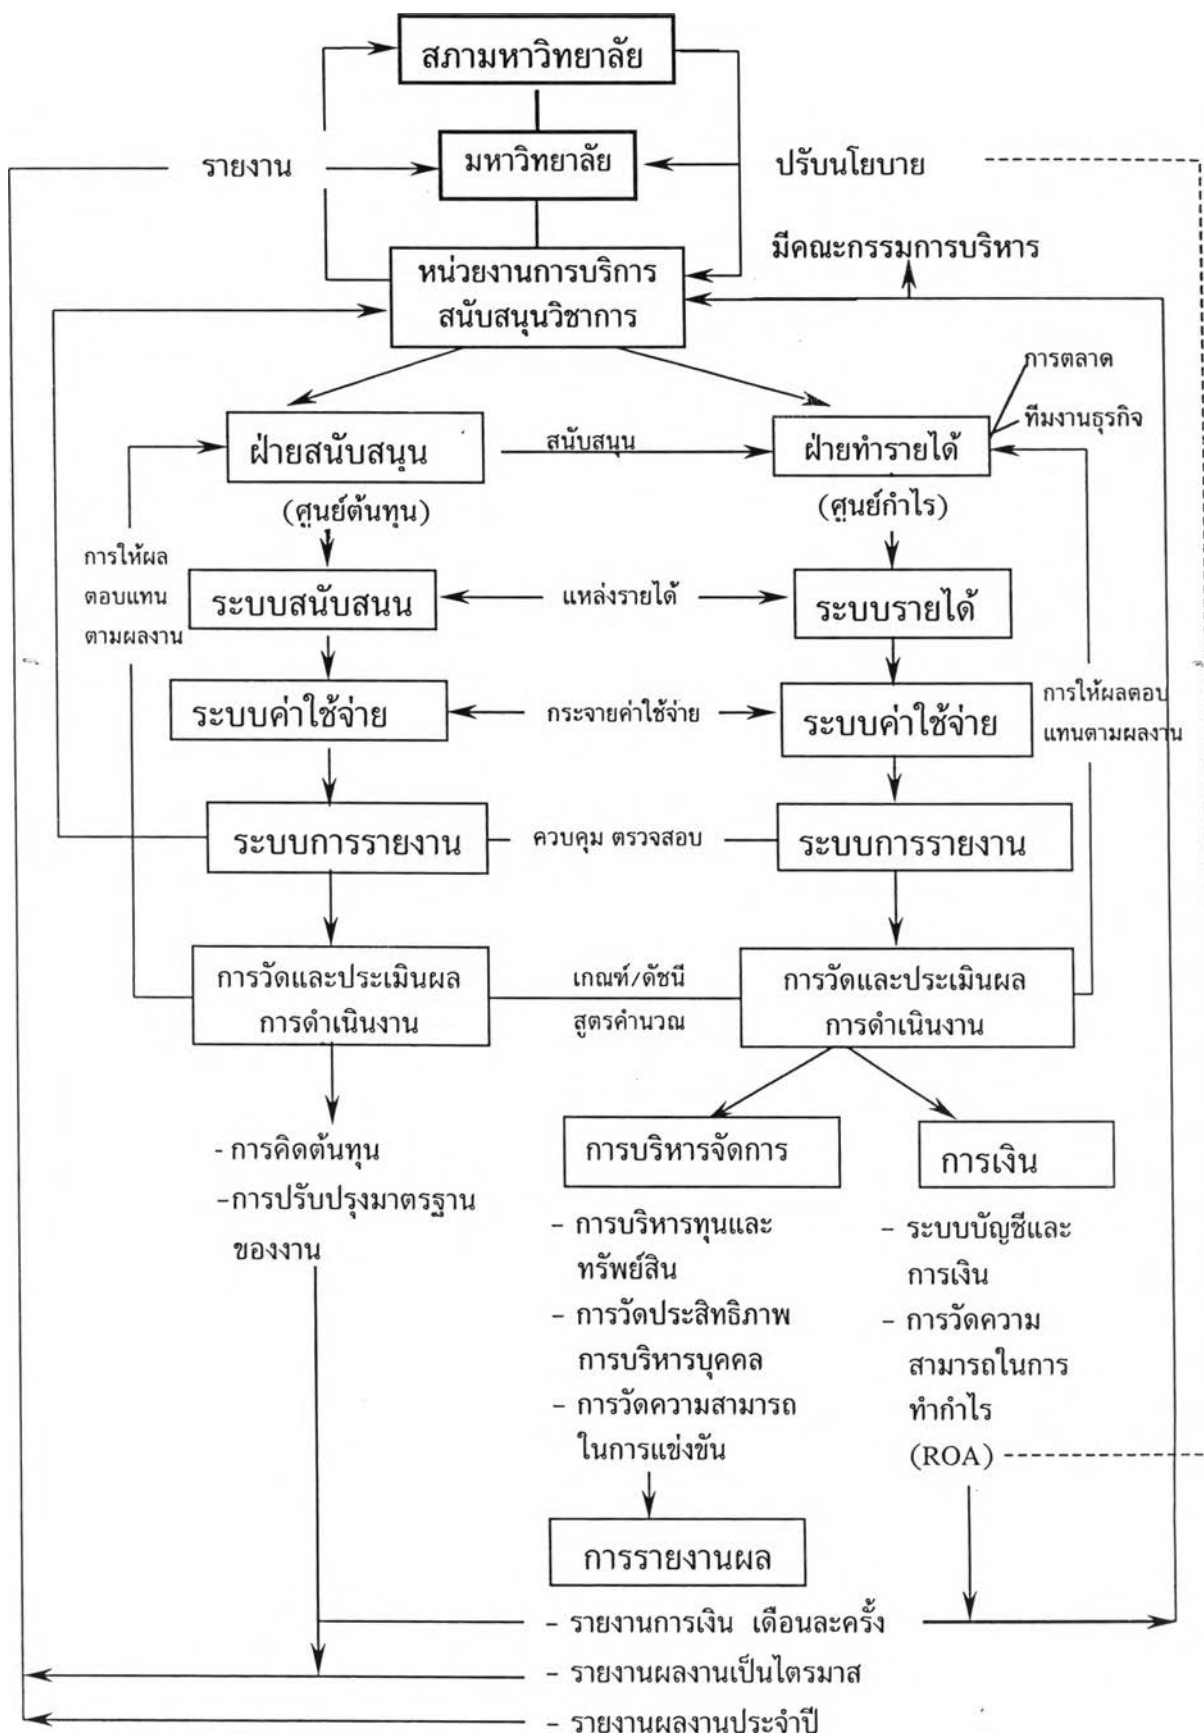 สภามหาวิทยาลัย
รายงาน
มหาวิทยาลัย
ปรับนโยบาย
มีคณะกรรมการบริหาร
หน่วยงานการบริการ
สนับสนุนวิชาการ
การตลาด
ทีมงานธุรกิจ
ฝ่ายสนับสนุน
สนับสนุน
ฝ่ายทำรายได้
(ศูนย์ต้นทุน)
(ศูนย์กำไร)
การให้ผล
ตอบแทน
ตามผลงาน
ระบบสนับสนน
แหล่งรายได้
ระบบรายได้
ระบบค่าใช้จ่าย
กระจายค่าใช้จ่าย
ระบบค่าใช้จ่าย
การให้ผลตอบ
แทนตามผลงาน
ระบบการรายงาน
ควบคุม ตรวจสอบ
ระบบการรายงาน
การวัดและประเมินผล
การดำเนินงาน
เกณฑ์/ดัชนี
สูตรคำนวณ
การวัดและประเมินผล
การดำเนินงาน
- การคิดต้นทุน
-การปรับปรุงมาตรฐาน
ของงาน
การบริหารจัดการ
การเงิน
- การบริหารทุนและ
ทรัพย์สิน
- การวัดประสิทธิภาพ
การบริหารบุคคล
- การวัดความสามารถ
ในการแข่งขัน
- ระบบบัญชีและ
การเงิน
- การวัดความ
สามารถในการ
ทำกำไร
(ROA)
การรายงานผล
- รายงานการเงิน เดือนละครั้ง
- รายงานผลงานเป็นไตรมาส
- รายงานผลงานประจำปี